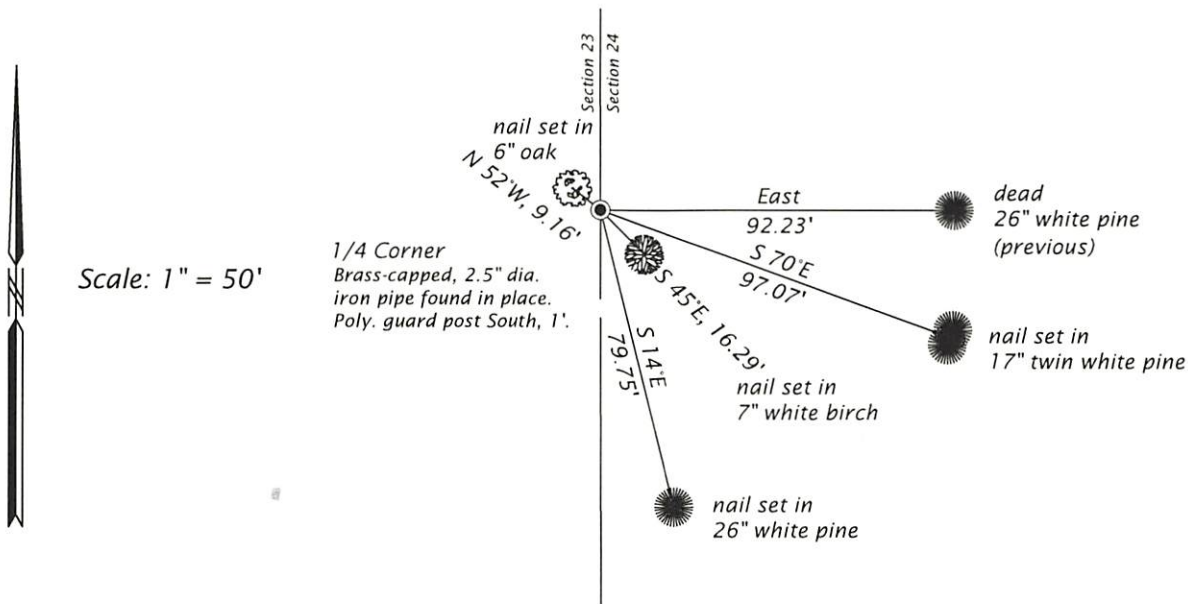 Section 23
Section 24
nail set in
6" oak
N 52°W, 9.16'
East
92.23'
dead
26" white pine
(previous)
1/4 Corner
Brass-capped, 2.5" dia.
iron pipe found in place.
Poly. guard post South, 1'.
Scale: 1" = 50'
N
S 70°E
97.07'
S 45°E, 16.29'
S 14°E
79.75'
nail set in
17" twin white pine
nail set in
7" white birch
nail set in
26" white pine